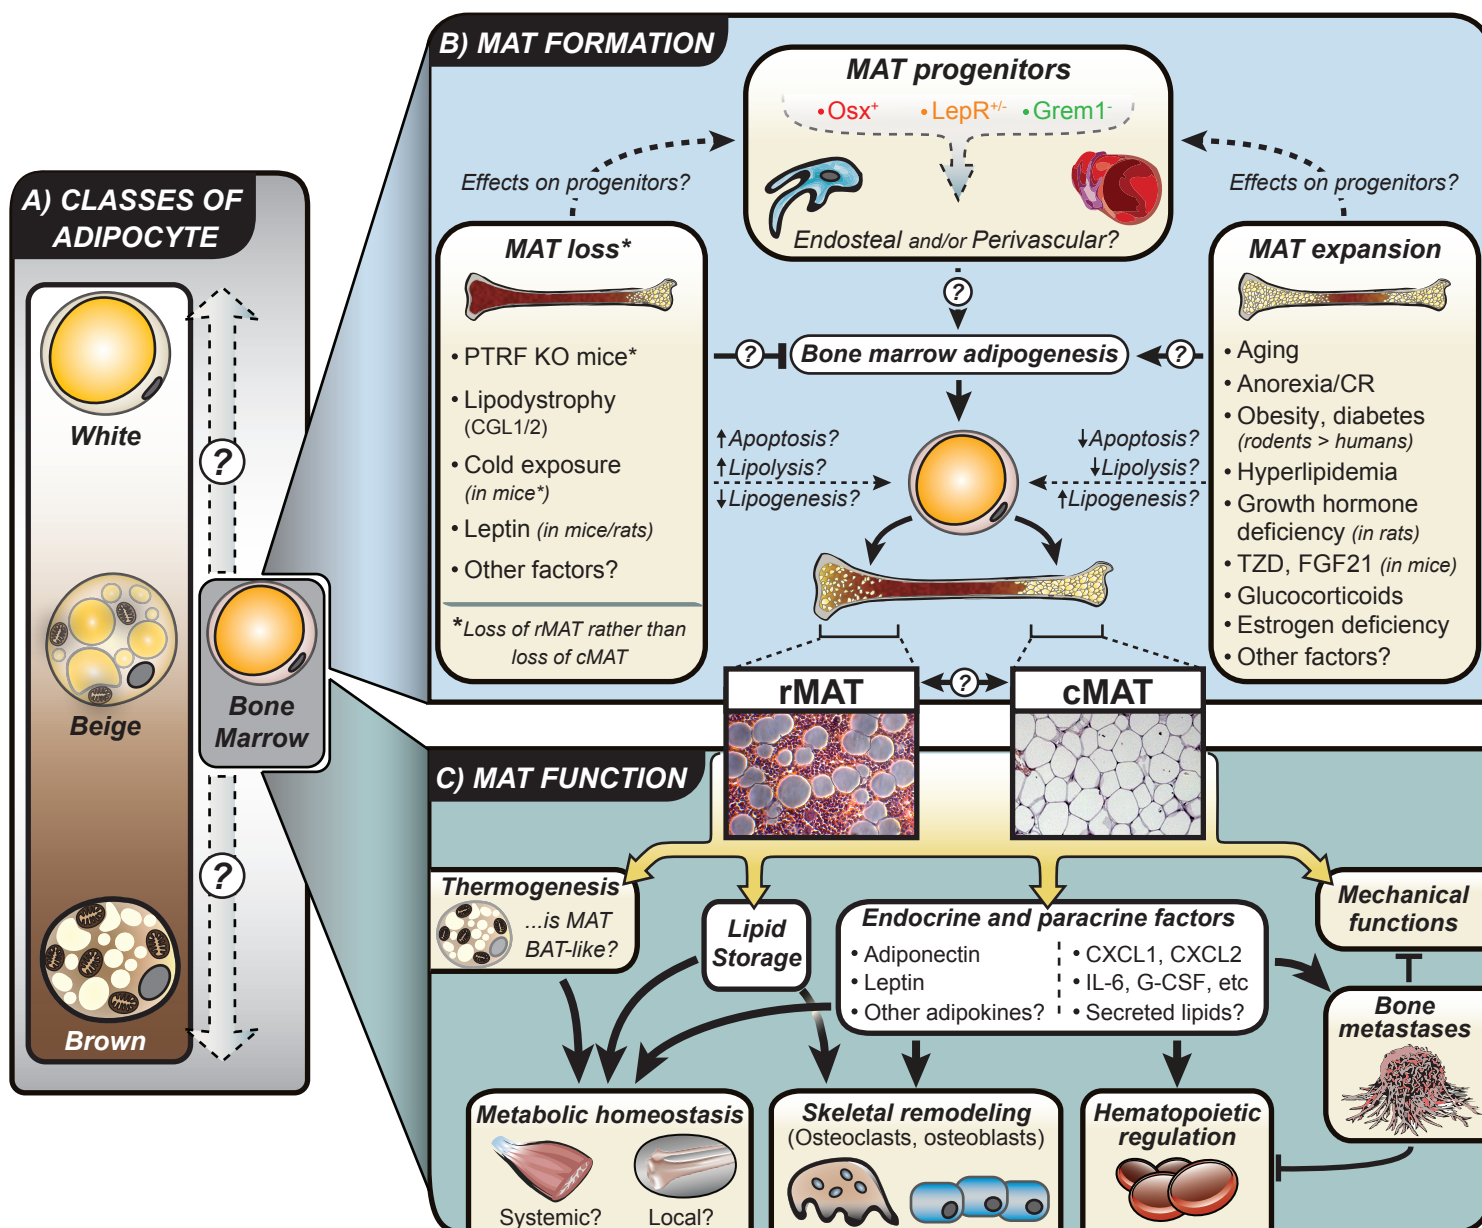 A) CLASSES OF
ADIPOCYTE
White
?
Beige
Bone
Marrow
?
Brown
B) MAT FORMATION
MAT progenitors
•Osx+ •LepR+/- •Grem1-
Endosteal and/or Perivascular?
Effects on progenitors?
Effects on progenitors?
MAT loss*
• PTRF KO mice*
• Lipodystrophy
(CGL1/2)
• Cold exposure
(in mice*)
• Leptin (in mice/rats)
• Other factors?
*Loss of rMAT rather than
loss of cMAT
?
?
Bone marrow adipogenesis
?
↑Apoptosis?
↑Lipolysis?
↓Lipogenesis?
↓Apoptosis?
↓Lipolysis?
↑Lipogenesis?
MAT expansion
• Aging
• Anorexia/CR
• Obesity, diabetes
(rodents > humans)
• Hyperlipidemia
• Growth hormone
deficiency (in rats)
• TZD, FGF21 (in mice)
• Glucocorticoids
• Estrogen deficiency
• Other factors?
rMAT
?
cMAT
C) MAT FUNCTION
Thermogenesis
...is MAT
BAT-like?
Lipid
Storage
Endocrine and paracrine factors
• Adiponectin
• Leptin
• Other adipokines?
• CXCL1, CXCL2
• IL-6, G-CSF, etc
• Secreted lipids?
Mechanical
functions
Bone
metastases
Metabolic homeostasis
Systemic? Local?
Skeletal remodeling
(Osteoclasts, osteoblasts)
Hematopoietic
regulation